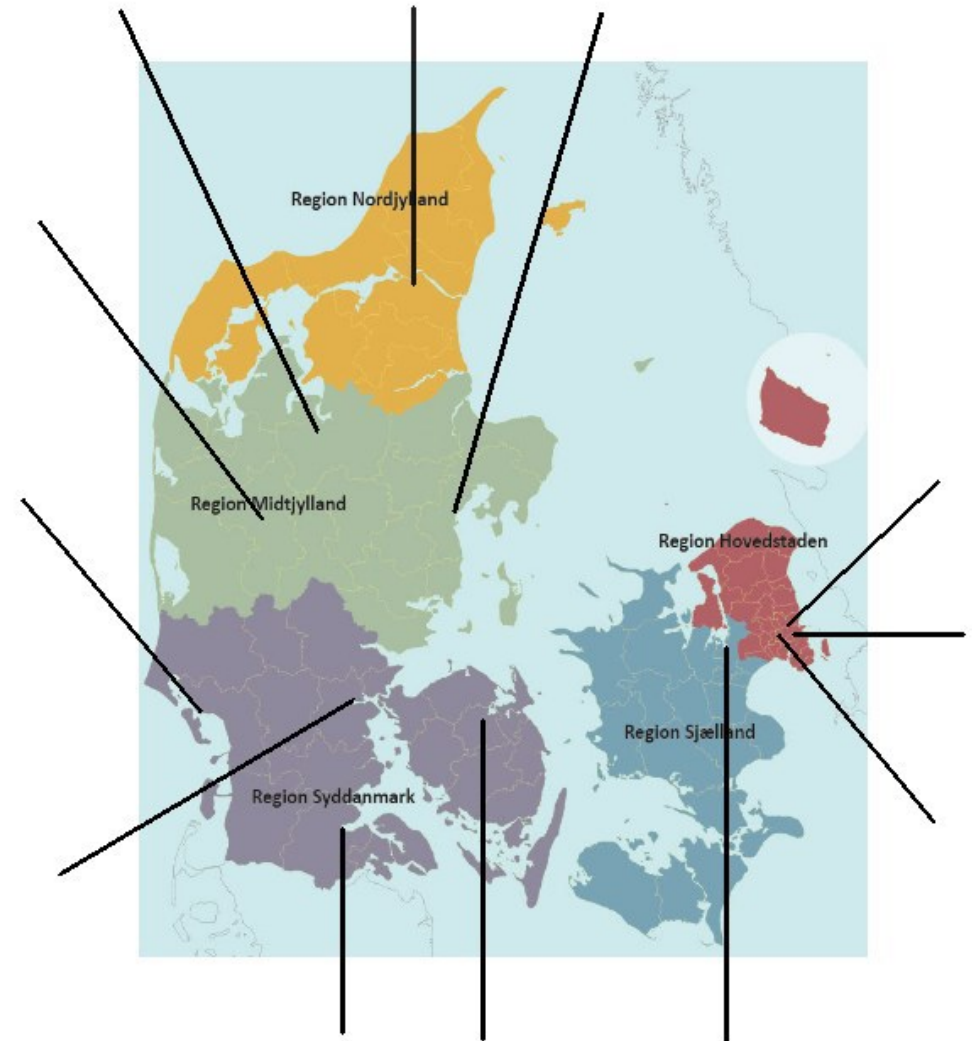 Region Nordjylland
Region Midtjylland
Region Hovedstaden
Region Sjælland
Region Syddanmark